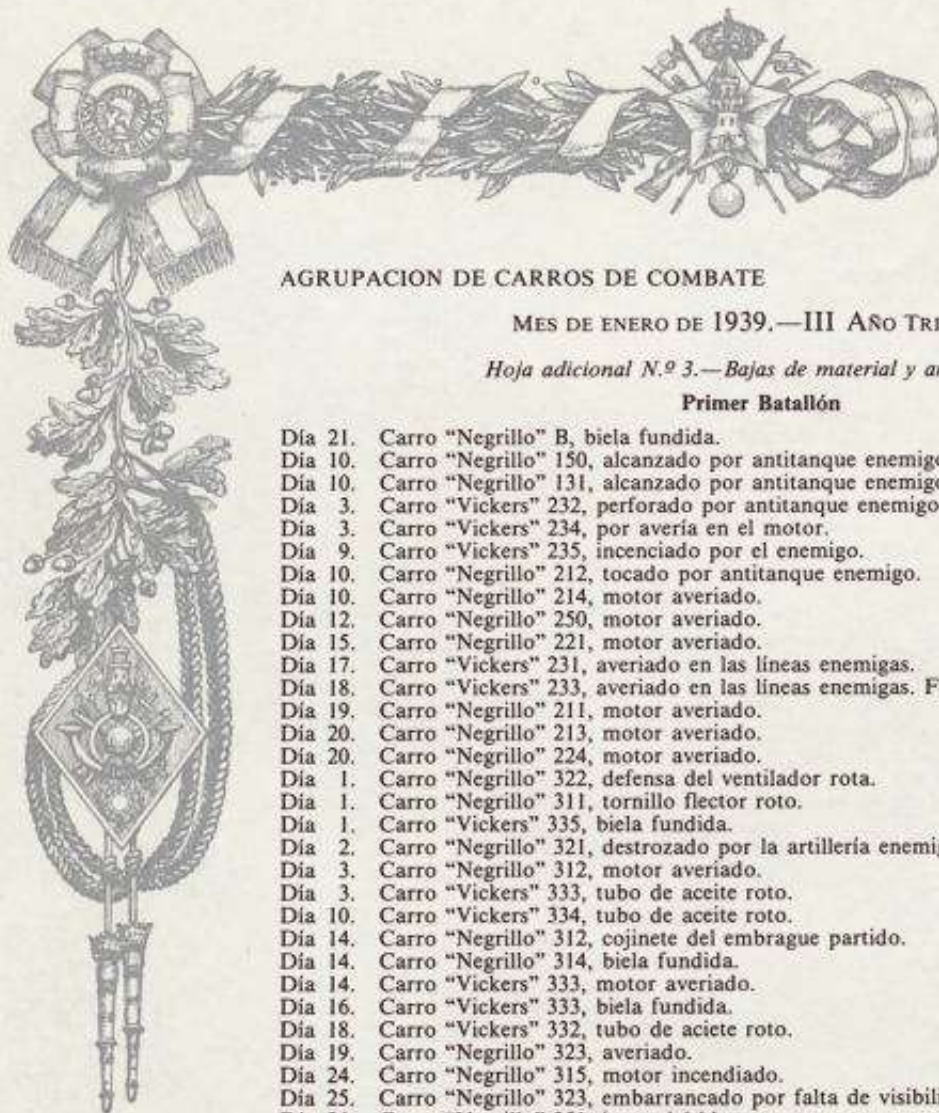 AGRUPACION DE CARROS DE COMBATE
MES DE ENERO DE 1939.—III AÑO
Hoja adicional N.º 3.—Bajas de material y
Primer Batallón
Día 21. Carro “Negrillo” B, biela fundida.
Día 10. Carro “Negrillo” 150, alcanzado por antitanque enemigo
Día 10. Carro “Negrillo” 131, alcanzado por antitanque enemigo
Día 3. Carro “Vickers” 232, perforado por antitanque enemigo
Día 3. Carro “Vickers” 234, por avería en el motor.
Día 9. Carro “Vickers” 235, incenciado por el enemigo.
Día 10. Carro “Negrillo” 212, tocado por antitanque enemigo.
Día 10. Carro “Negrillo” 214, motor averiado.
Día 12. Carro “Negrillo” 250, motor averiado.
Día 15. Carro “Negrillo” 221, motor averiado.
Día 17. Carro “Vickers” 231, averiado en las líneas enemigas.
Día 18. Carro “Vickers” 233, averiado en las líneas enemigas.
Día 19. Carro “Negrillo” 211, motor averiado.
Día 20. Carro “Negrillo” 213, motor averiado.
Día 20. Carro “Negrillo” 224, motor averiado.
Día 1. Carro “Negrillo” 322, defensa del ventilador rota.
Día 1. Carro “Negrillo” 311, tornillo flector roto.
Día 1. Carro “Vickers” 335, biela fundida.
Día 2. Carro “Negrillo” 321, destrozado por la artillería
Día 3. Carro “Negrillo” 312, motor averiado.
Día 3. Carro “Vickers” 333, tubo de aceite roto.
Día 10. Carro “Vickers” 334, tubo de aceite roto.
Día 14. Carro “Negrillo” 312, cojinete del embrague partido.
Día 14. Carro “Negrillo” 314, biela fundida.
Día 14. Carro “Vickers” 333, motor averiado.
Día 16. Carro “Vickers” 333, biela fundida.
Día 18. Carro “Vickers” 332, tubo de aciete roto.
Día 19. Carro “Negrillo” 323, averiado.
Día 24. Carro “Negrillo” 315, motor incendiado.
Día 25. Carro “Negrillo” 323, embarrancado por falta de